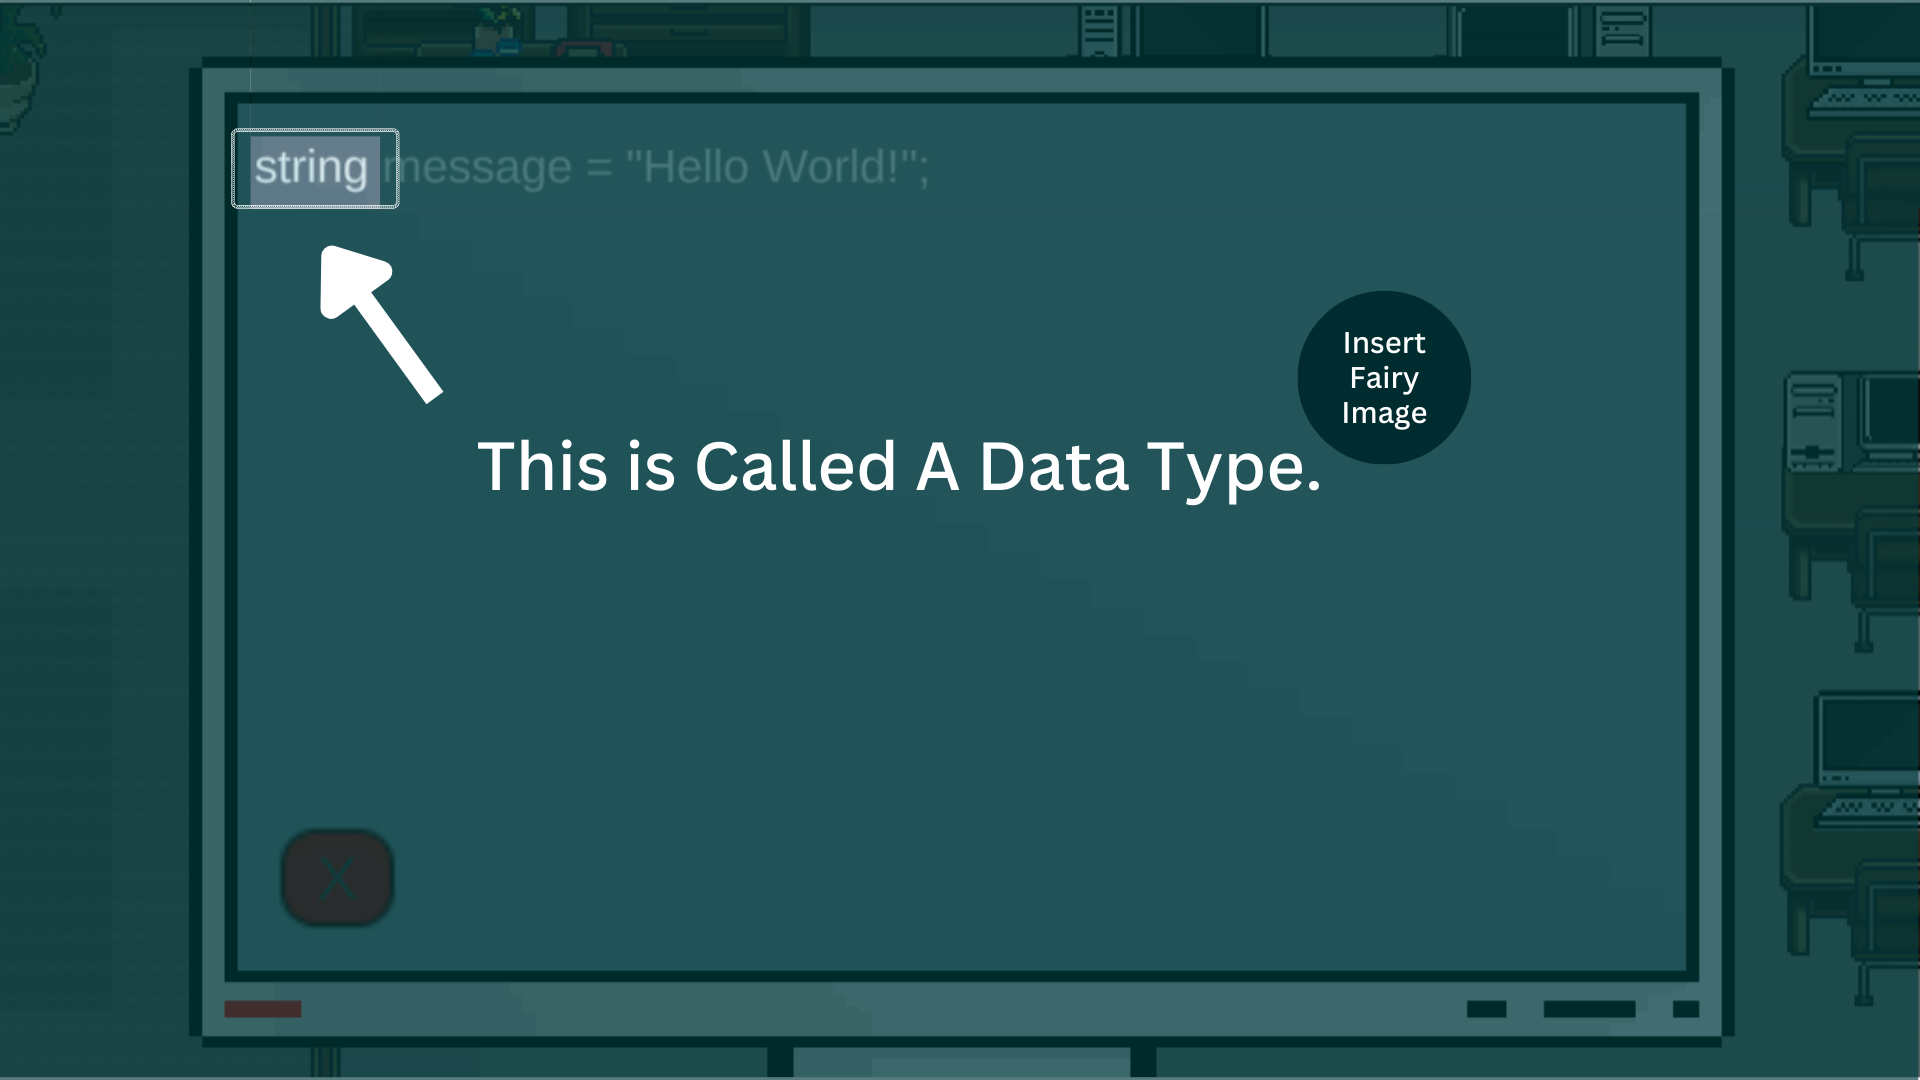 string message = "Hello World!";
Insert
Fairy
Image
This is Called A Data Type.
X